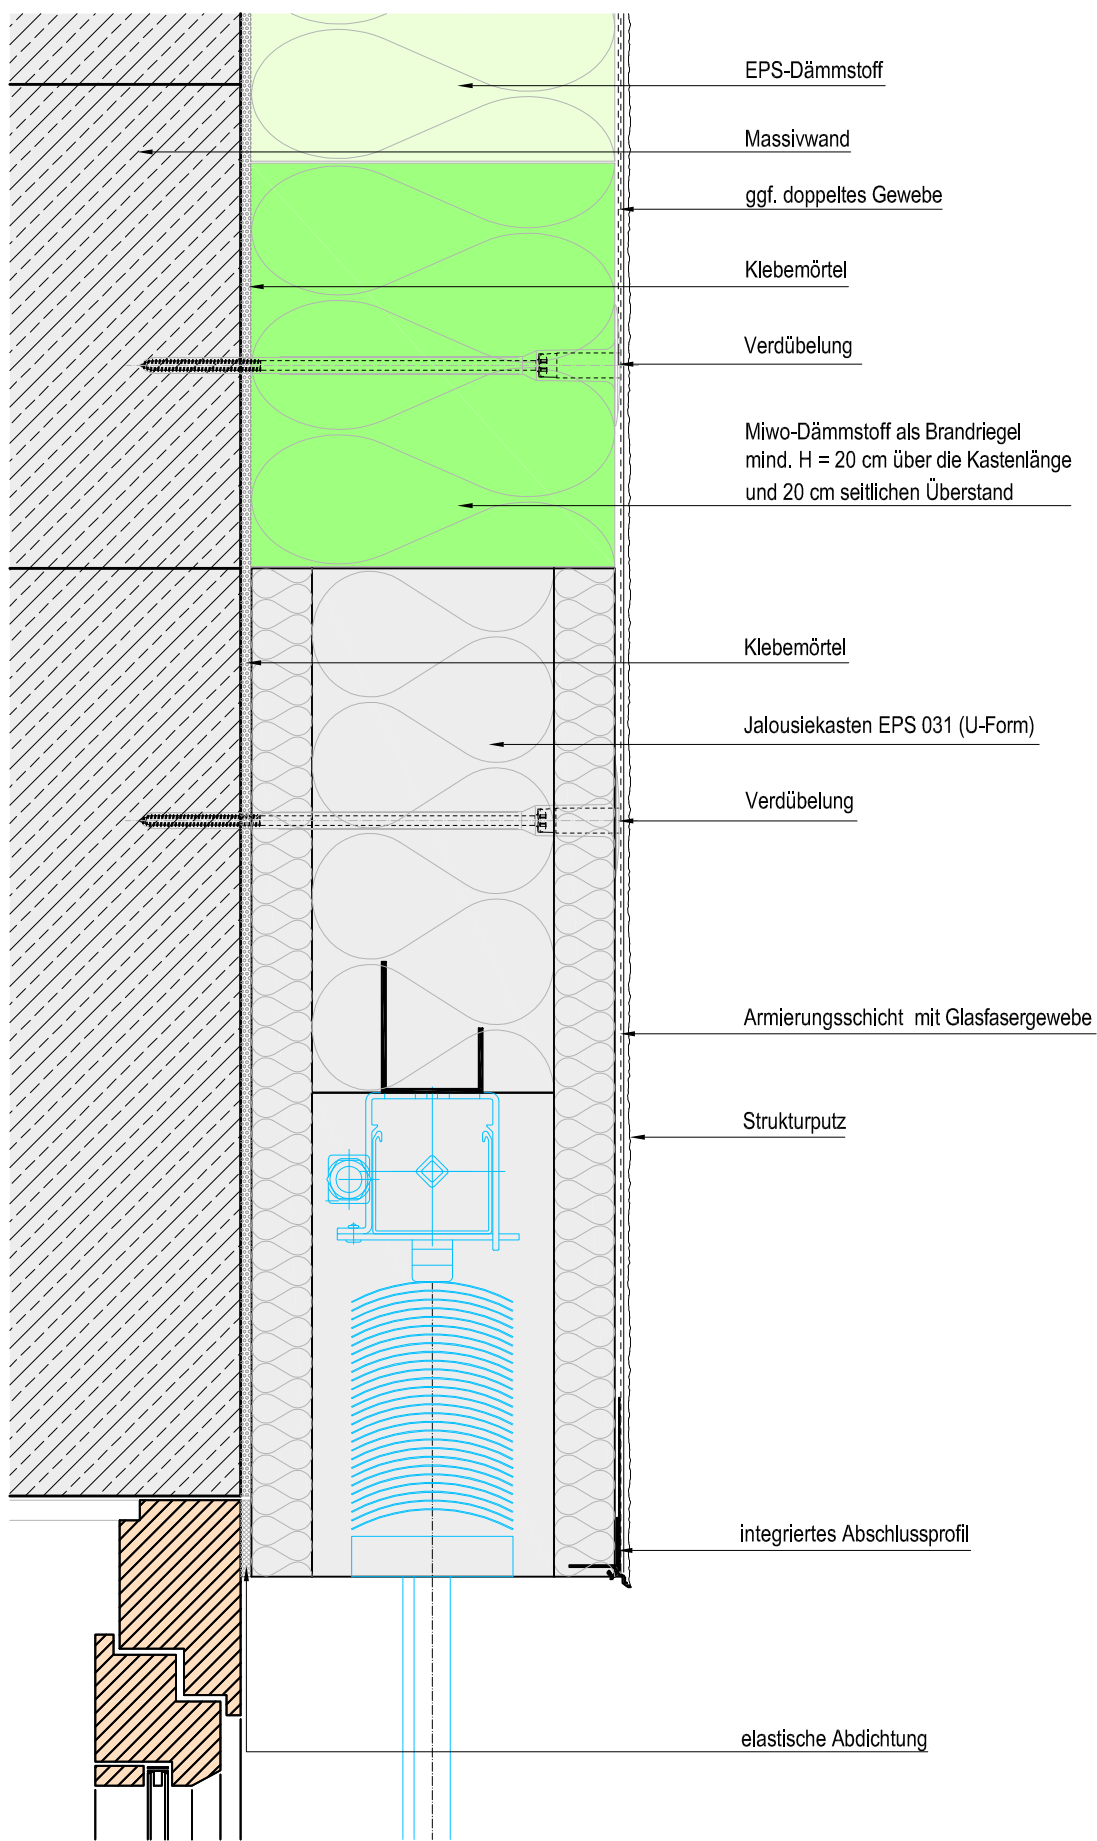 EPS-Dämmstoff
Massivwand
ggf. doppeltes Gewebe
Klebemörtel
Verdübelung
Miwo-Dämmstoff als Brandriegel
mind. H = 20 cm über die Kastenlänge
und 20 cm seitlichen Überstand
Klebemörtel
Jalousiekasten EPS 031 (U-Form)
Verdübelung
Armierungsschicht mit Glasfasergewebe
Strukturputz
integriertes Abschlussprofil
elastische Abdichtung